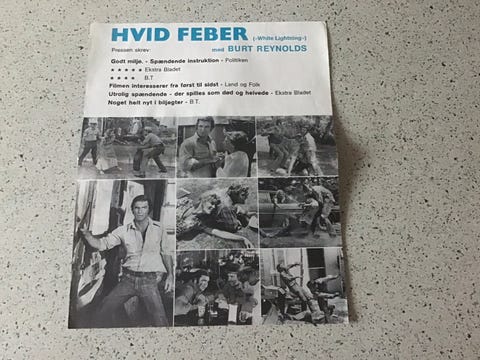 HVID FEBER (-White Lightning-)
Pressen skrev: med BURT REYNOLDS
Godt miljø. - Spændende instruktion - Politiken
★★★★★ Ekstra Bladet
★★★★ B.T.
Filmen interesserer fra først til sidst - Land og Folk
Utrolig spændende - der spilles som død og helvede - Ekstra Bladet
Noget helt nyt i biljagter - B.T.